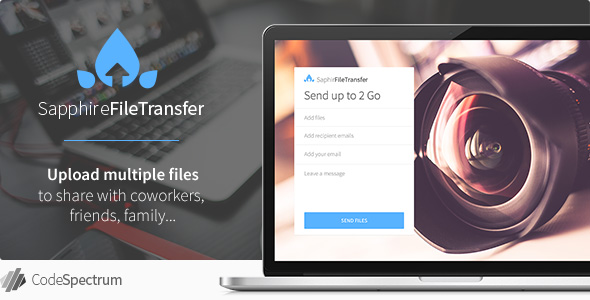 SapphireFileTransfer
Upload multiple files
to share with coworkers,
friends, family...
CodeSpectrum
SaphirFileTransfer
Send up to 2 Go
Add files
Add recipient emails
Add your email
Leave a message
SEND FILES